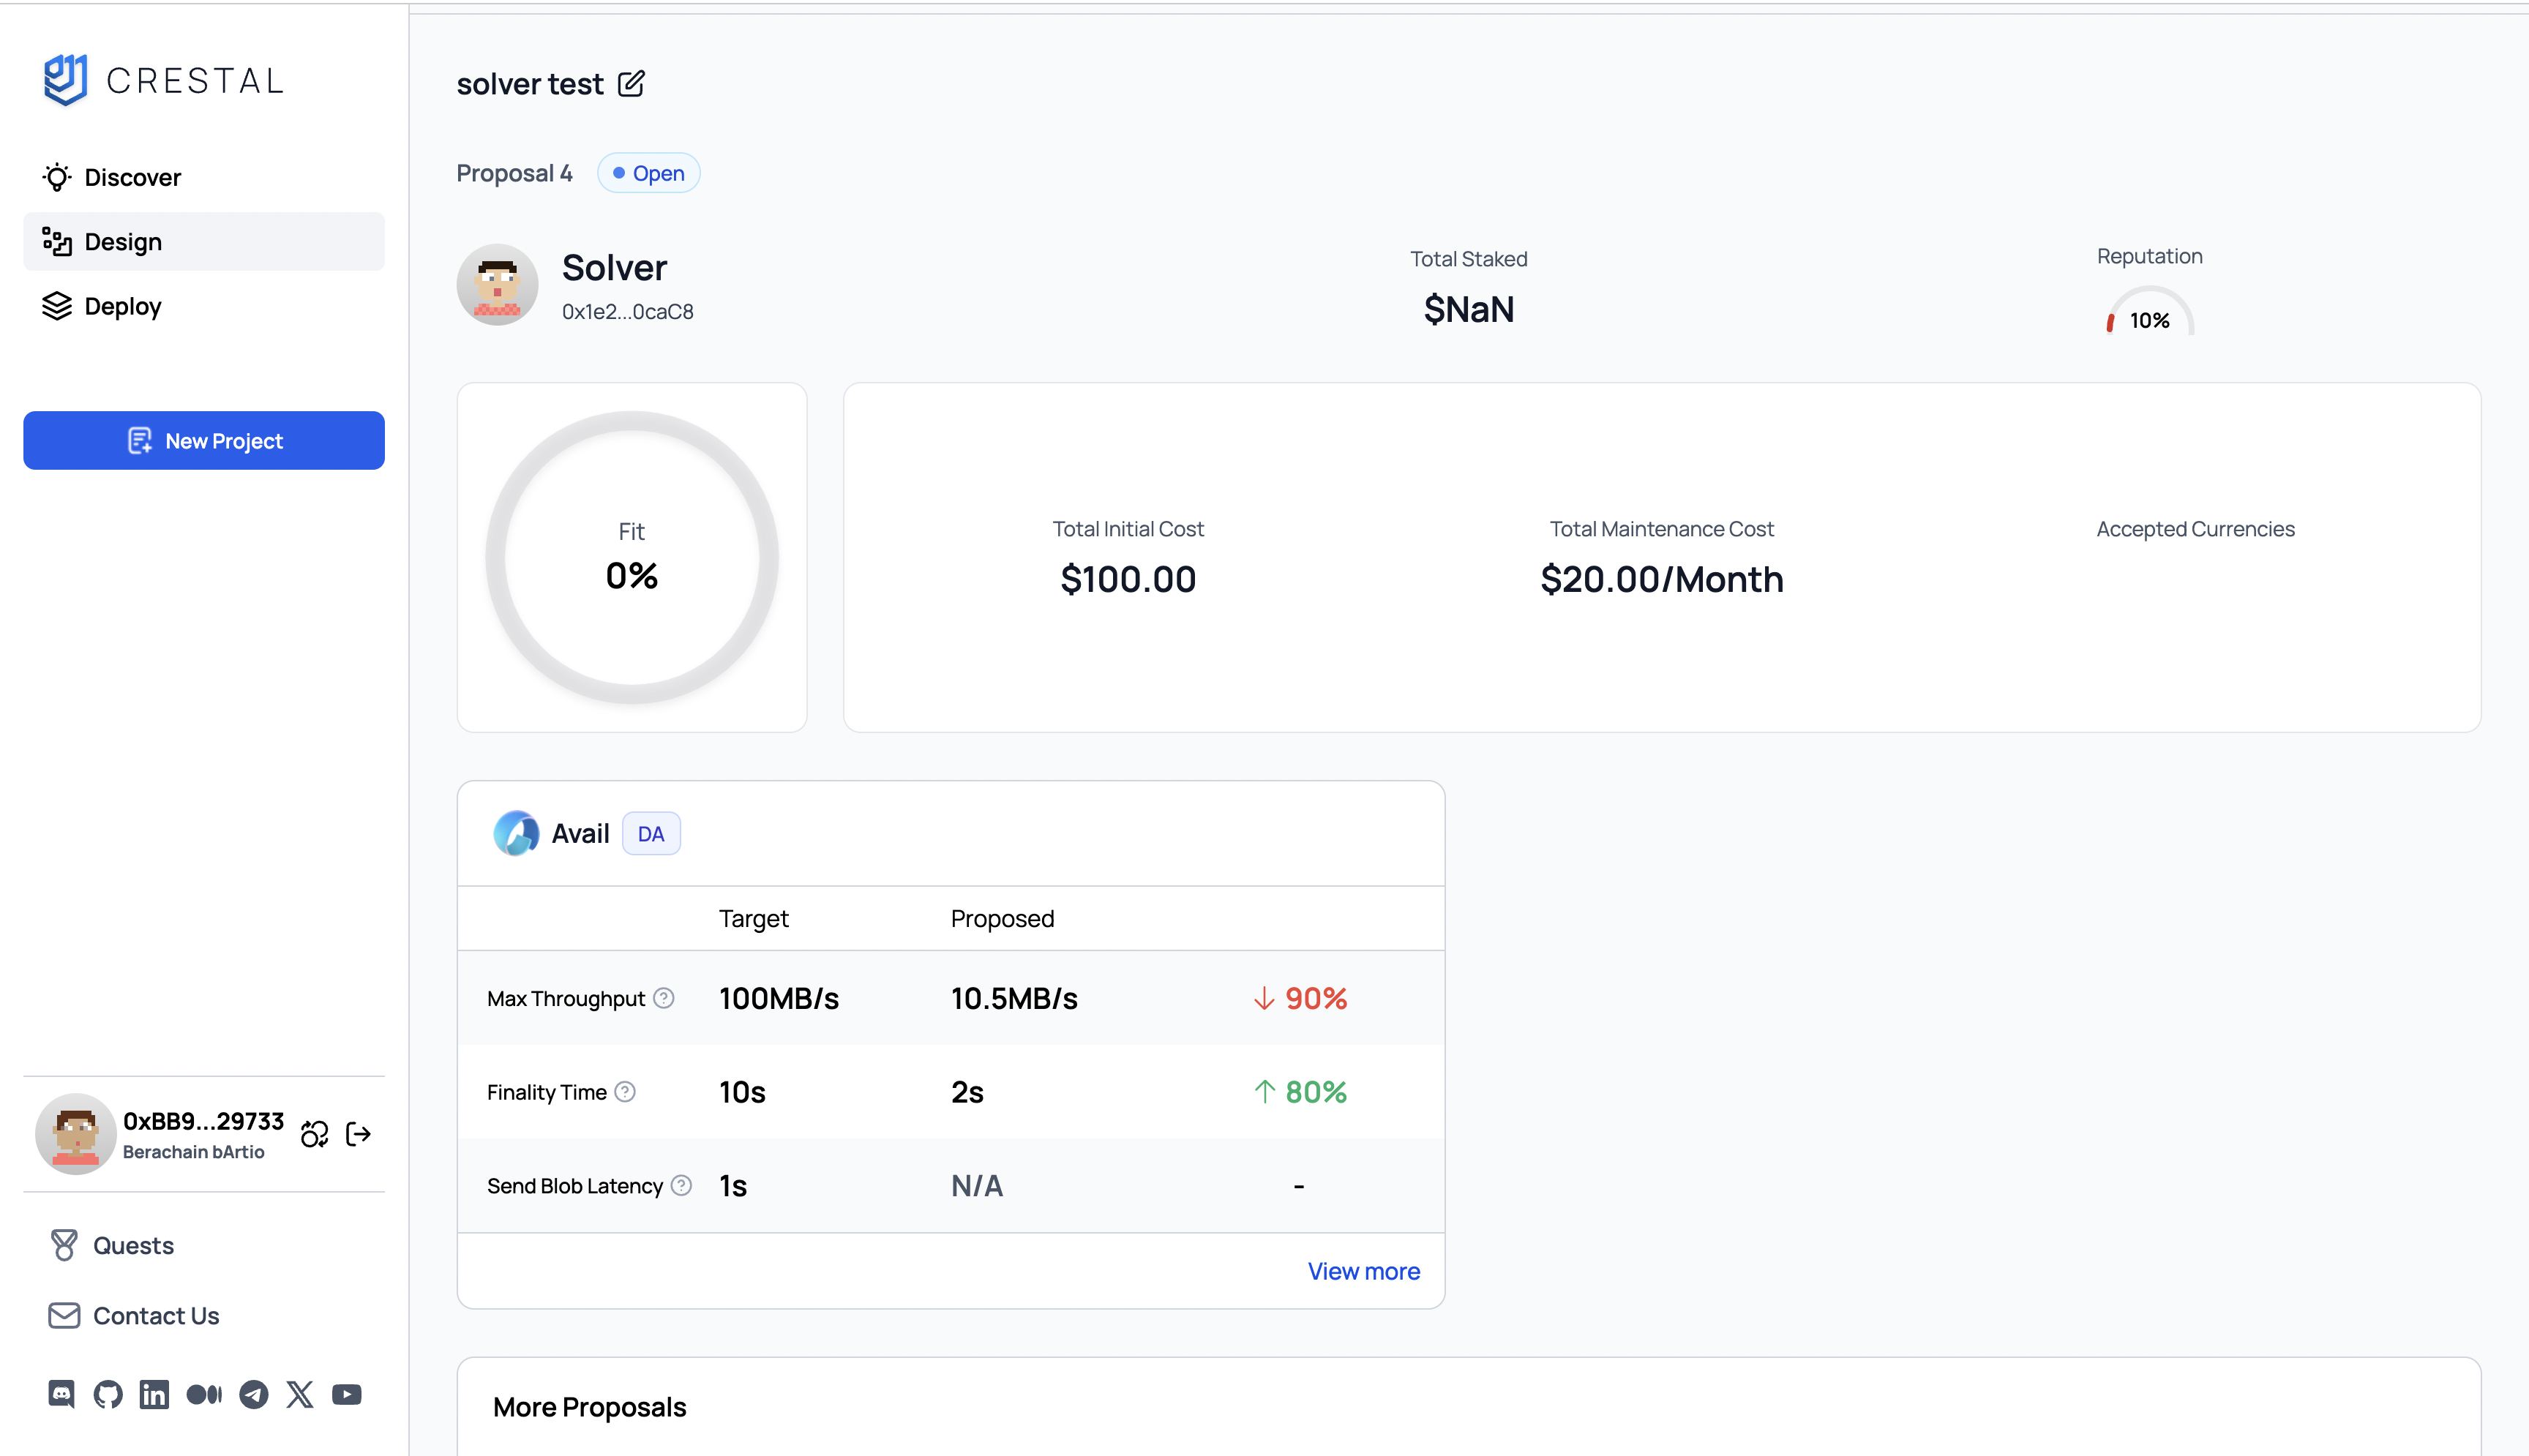 CRESTAL
Discover
Design
Deploy
New Project
0xBB9...29733
Berachain bArtio
Quests
Contact Us
solver test
Proposal 4 Open
Solver
0x1e2...0caC8
Total Staked
$NaN
Reputation
10%
Fit
0%
Total Initial Cost
$100.00
Total Maintenance Cost
$20.00/Month
Accepted Currencies
Avail DA
Target Proposed
Max Throughput 100MB/s 10.5MB/s ↓ 90%
Finality Time 10s 2s ↑ 80%
Send Blob Latency 1s N/A -
View more
More Proposals